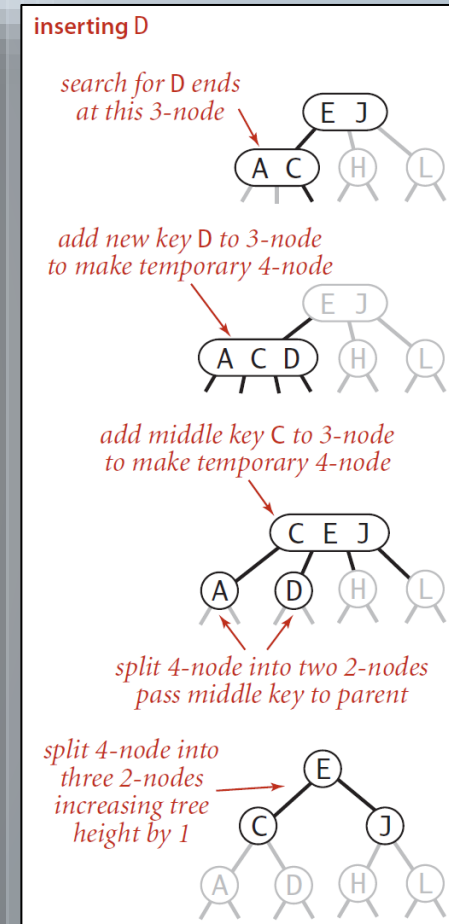 inserting D
search for D ends
at this 3-node
E J
A C H L
add new key D to 3-node
to make temporary 4-node
E J
A C D H L
add middle key C to 3-node
to make temporary 4-node
C E J
A D H L
split 4-node into two 2-nodes
pass middle key to parent
split 4-node into
three 2-nodes
increasing tree
height by 1
E
C J
A D H L